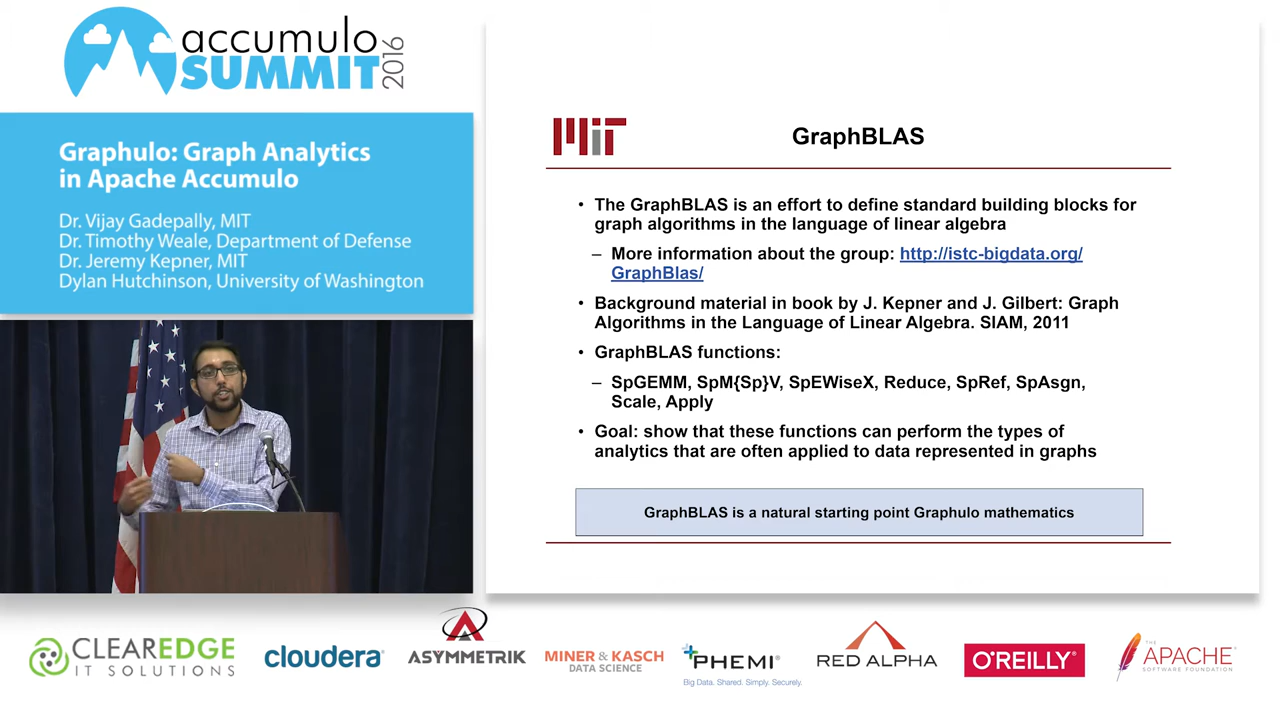 accumulo
SUMMIT
2016
Graphulo: Graph Analytics
in Apache Accumulo
Dr. Vijay Gadepally, MIT
Dr. Timothy Weale, Department of Defense
Dr. Jeremy Kepner, MIT
Dylan Hutchinson, University of Washington
MIT
GraphBLAS
• The GraphBLAS is an effort to define standard building blocks for
graph algorithms in the language of linear algebra
– More information about the group: http://istc-bigdata.org/
GraphBlas/
• Background material in book by J. Kepner and J. Gilbert: Graph
Algorithms in the Language of Linear Algebra. SIAM, 2011
• GraphBLAS functions:
– SpGEMM, SpM{Sp}V, SpEWiseX, Reduce, SpRef, SpAsgn,
Scale, Apply
• Goal: show that these functions can perform the types of
analytics that are often applied to data represented in graphs
GraphBLAS is a natural starting point Graphulo mathematics
CLEAREDGE
IT SOLUTIONS
cloudera
ASYMMETRIK
MINER & KASCH
DATA SCIENCE
PHEMI
Big Data. Shared. Simply. Securely.
RED ALPHA
O'REILLY
THE
APACHE
SOFTWARE FOUNDATION